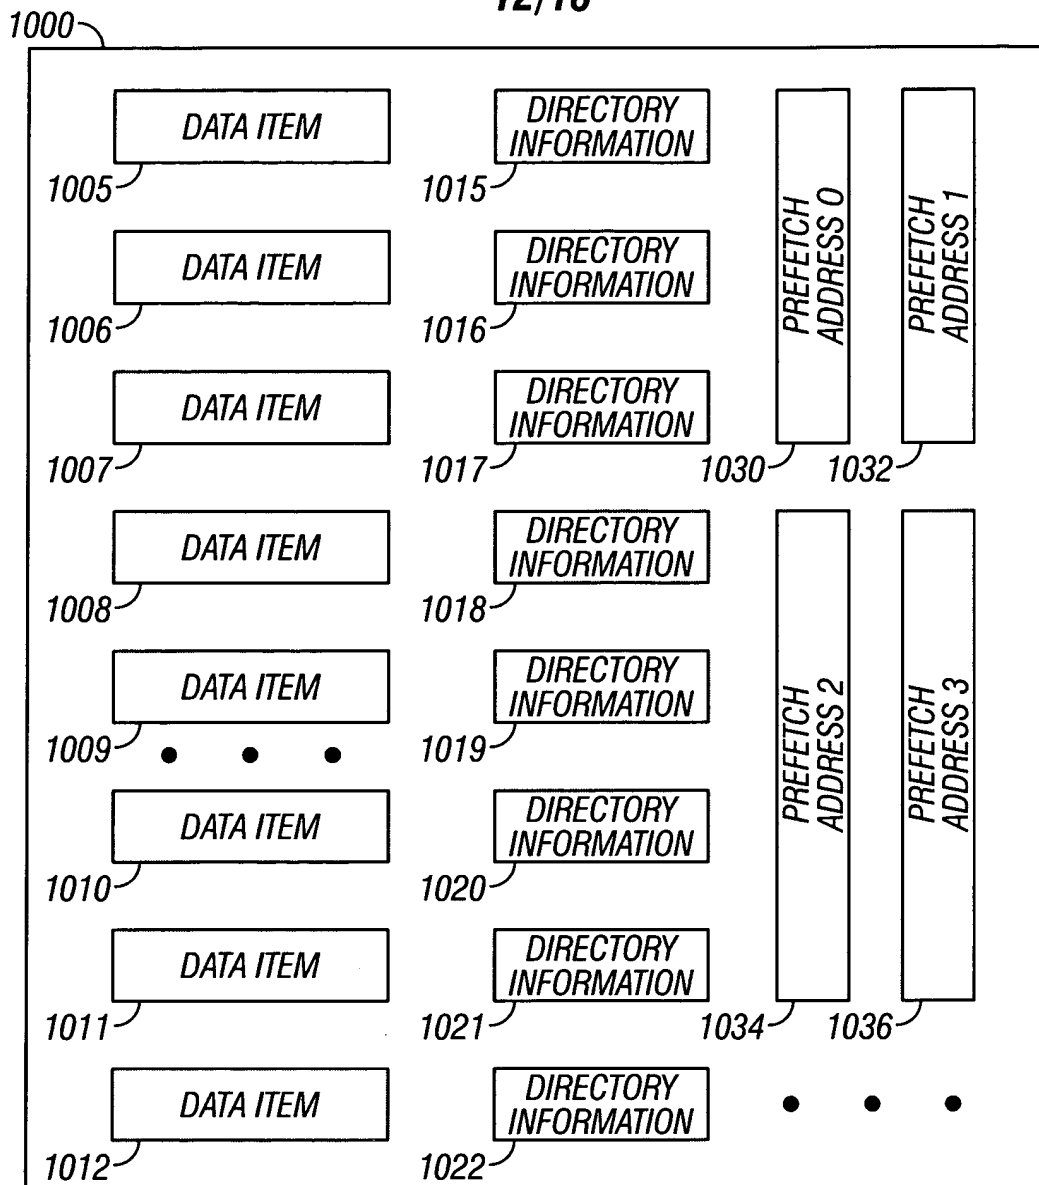 1000
DATA ITEM
1005
DIRECTORY
INFORMATION
1015
DATA ITEM
1006
DIRECTORY
INFORMATION
1016
DATA ITEM
1007
DIRECTORY
INFORMATION
1017
PREFETCH
ADDRESS 0
1030
PREFETCH
ADDRESS 1
1032
DATA ITEM
1008
DIRECTORY
INFORMATION
1018
DATA ITEM
1009
DIRECTORY
INFORMATION
1019
DATA ITEM
1010
DIRECTORY
INFORMATION
1020
DATA ITEM
1011
DIRECTORY
INFORMATION
1021
PREFETCH
ADDRESS 2
1034
PREFETCH
ADDRESS 3
1036
DATA ITEM
1012
DIRECTORY
INFORMATION
1022